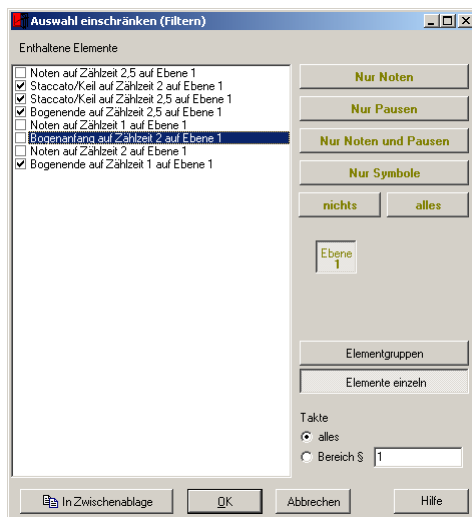 Auswahl einschränken (Filtern)
Enthaltene Elemente
Noten auf Zählzeit 2,5 auf Ebene 1
Staccato/Keil auf Zählzeit 2 auf Ebene 1
Staccato/Keil auf Zählzeit 2,5 auf Ebene 1
Bogenende auf Zählzeit 2,5 auf Ebene 1
Noten auf Zählzeit 1 auf Ebene 1
Bogenanfang auf Zählzeit 2 auf Ebene 1
Noten auf Zählzeit 2 auf Ebene 1
Bogenende auf Zählzeit 1 auf Ebene 1
Nur Noten
Nur Pausen
Nur Noten und Pausen
Nur Symbole
nichts alles
Ebene
1
Elementgruppen
Elemente einzeln
Takte
alles
Bereich § 1
In Zwischenablage OK Abbrechen Hilfe